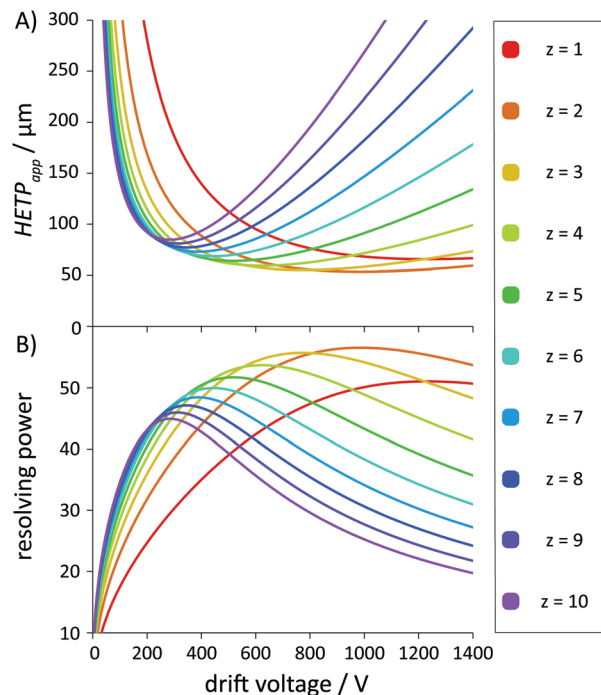 A)
300
250
200
150
100
50
0
HETPapp / µm
B)
50
40
30
20
10
resolving power
0 200 400 600 800 1000 1200 1400
drift voltage / V
z = 1
z = 2
z = 3
z = 4
z = 5
z = 6
z = 7
z = 8
z = 9
z = 10